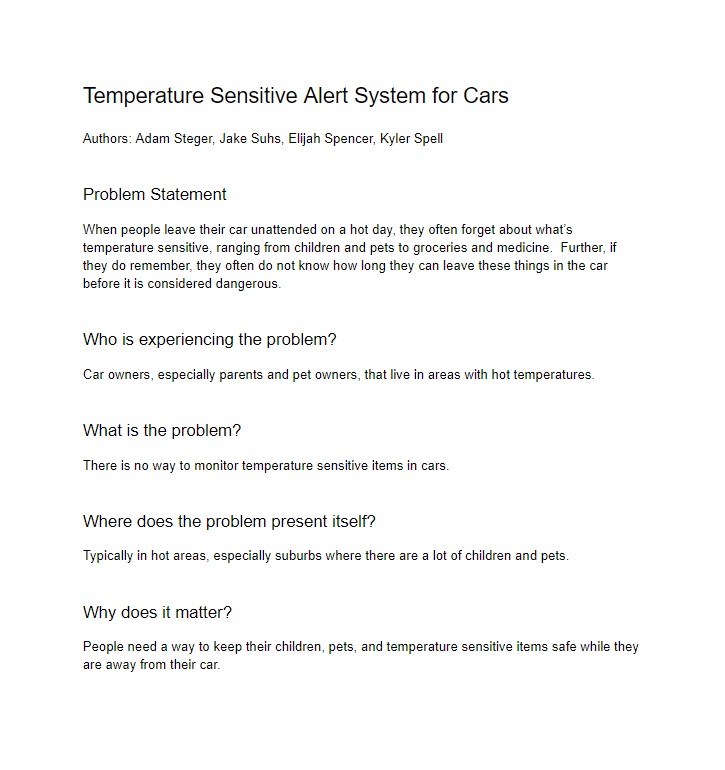 Temperature Sensitive Alert System for Cars
Authors: Adam Steger, Jake Suhs, Elijah Spencer, Kyler Spell
Problem Statement
When people leave their car unattended on a hot day, they often forget about what's
temperature sensitive, ranging from children and pets to groceries and medicine.  Further, if
they do remember, they often do not know how long they can leave these things in the car
before it is considered dangerous.
Who is experiencing the problem?
Car owners, especially parents and pet owners, that live in areas with hot temperatures.
What is the problem?
There is no way to monitor temperature sensitive items in cars.
Where does the problem present itself?
Typically in hot areas, especially suburbs where there are a lot of children and pets.
Why does it matter?
People need a way to keep their children, pets, and temperature sensitive items safe while they
are away from their car.